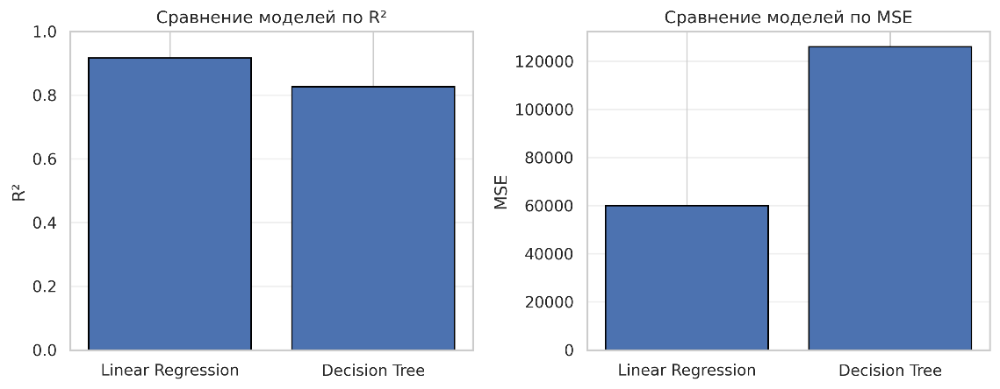 Сравнение моделей по R²
1.0
0.8
0.6
0.4
0.2
0.0
R²
Linear Regression
Decision Tree
Сравнение моделей по MSE
120000
100000
80000
60000
40000
20000
0
MSE
Linear Regression
Decision Tree